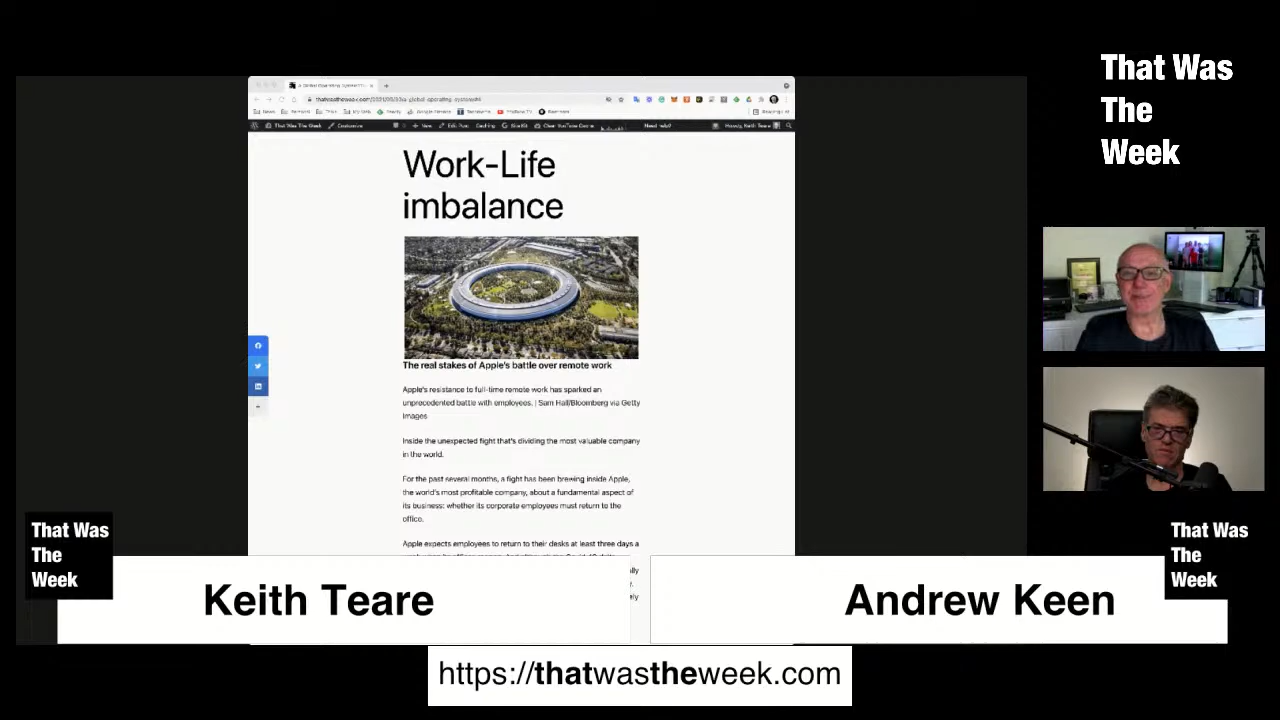 That Was
The
Week
Work-Life
imbalance
The real stakes of Apple's battle over remote work
Apple's resistance to full-time remote work has sparked an
unprecedented battle with employees. | Sam Hall/Bloomberg via Getty
Images
Inside the unexpected fight that's dividing the most valuable company
in the world.
For the past several months, a fight has been brewing inside Apple,
the world's most profitable company, about a fundamental aspect of
its business: whether its corporate employees must return to the
office.
Apple expects employees to return to their desks at least three days a
That Was
The
Week
Keith Teare
Andrew Keen
That Was
The
Week
https://thatwastheweek.com